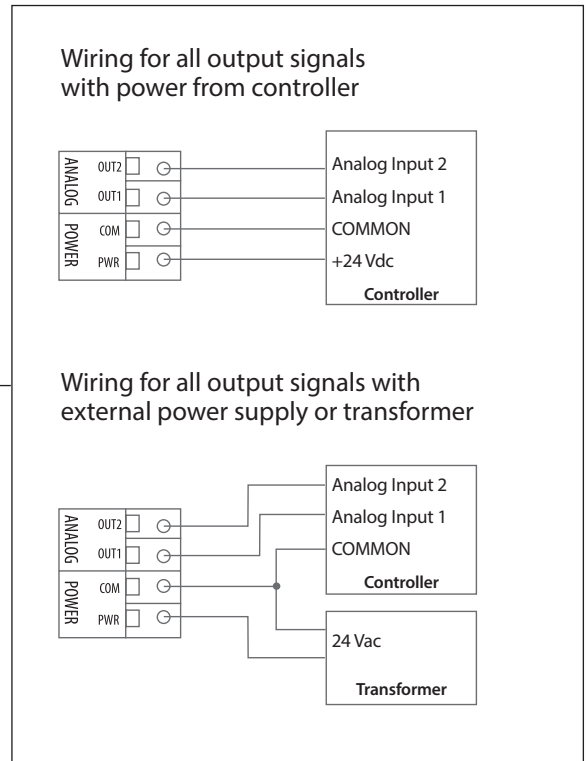 Wiring for all output signals
with power from controller
ANALOG
OUT2
OUT1
POWER
COM
PWR
Analog Input 2
Analog Input 1
COMMON
+24 Vdc
Controller
Wiring for all output signals with
external power supply or transformer
ANALOG
OUT2
OUT1
POWER
COM
PWR
Analog Input 2
Analog Input 1
COMMON
Controller
24 Vac
Transformer